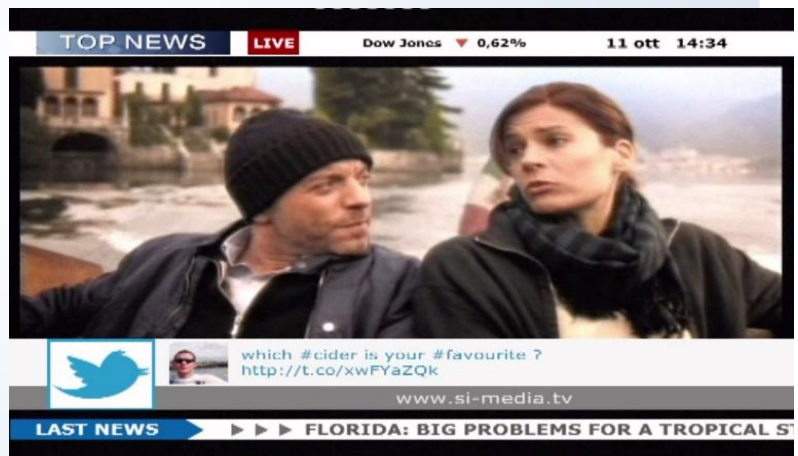 TOP NEWS LIVE Dow Jones ▼ 0,62% 11 ott 14:34
which #cider is your #favourite ?
http://t.co/xwFYaZQk
www.si-media.tv
LAST NEWS ▶ ▶ ▶ FLORIDA: BIG PROBLEMS FOR A TROPICAL